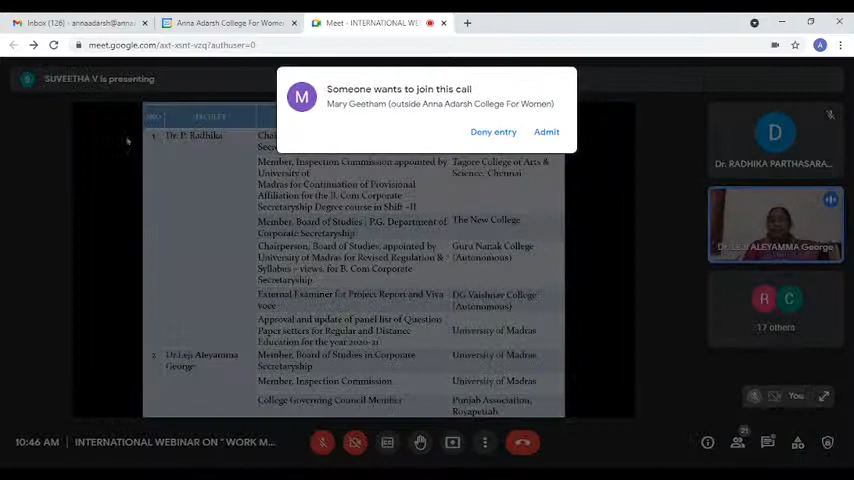 Inbox (126) - annaadarsh@anna
Anna Adarsh College For Women
Meet - INTERNATIONAL WE
meet.google.com/axt-xsnt-vzq?authuser=0
A
S
SUVEETHA V is presenting
M
Someone wants to join this call
Mary Geetham (outside Anna Adarsh College For Women)
Deny entry
Admit
S.NO
FACULTY
1
Dr. P. Radhika
Member, Inspection Commission appointed by
University of
Madras for Continuation of Provisional
Affiliation for the B. Com Corporate
Secretaryship Degree course in Shift –II
Tagore College of Arts &
Science, Chennai
Member, Board of Studies , P.G. Department of
Corporate Secretaryship
The New College
Chairperson, Board of Studies, appointed by
University of Madras for Revised Regulation &
Syllabus – views, for B. Com Corporate
Secretaryship
Guru Nanak College
(Autonomous)
External Examiner for Project Report and Viva
voce
DG Vaishnav College
(Autonomous)
Approval and update of panel list of Question
Paper setters for Regular and Distance
Education for the year 2020-21
University of Madras
2
Dr.Leji Aleyamma
George
Member, Board of Studies in Corporate
Secretaryship
University of Madras
Member, Inspection Commission
University of Madras
College Governing Council Member
Punjab Association,
Royapettah
D
Dr. RADHIKA PARTHASARA...
Dr. LEJI ALEYAMMA George
R
C
17 others
You
10:46 AM
INTERNATIONAL WEBINAR ON " WORK M...
21